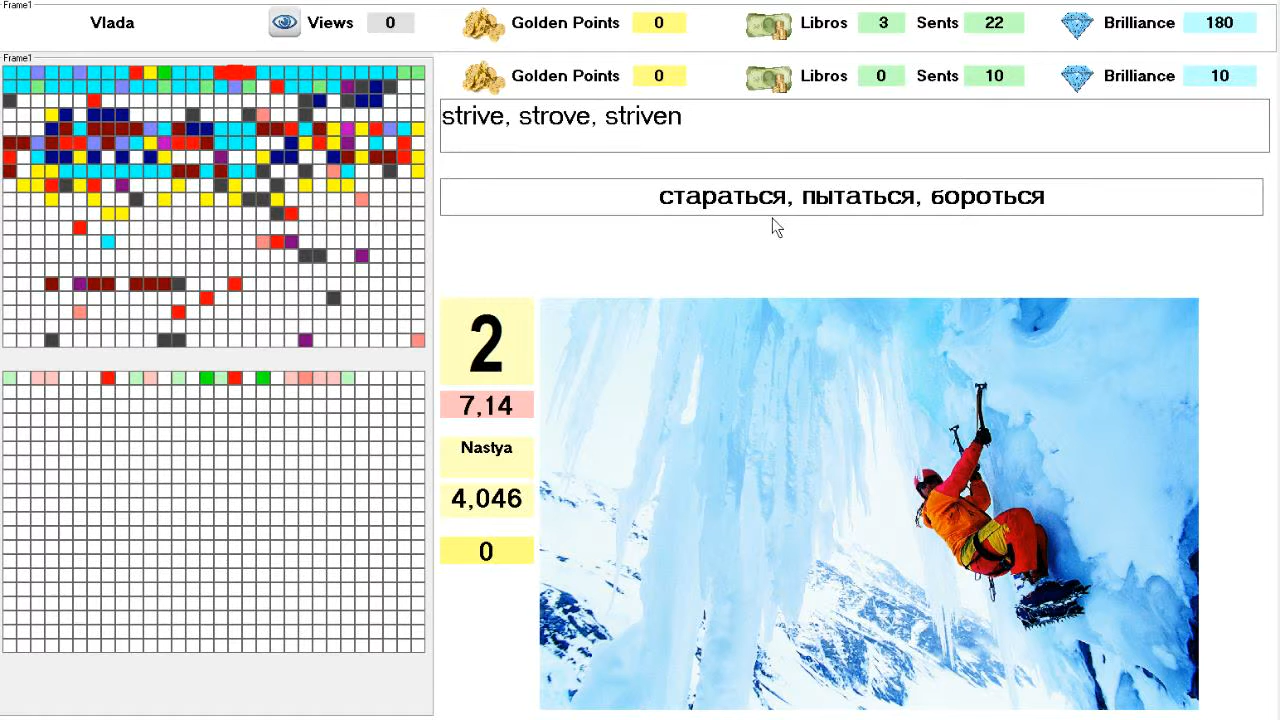 Frame1
Vlada Views 0 Golden Points 0 Libros 3 Sents 22 Brilliance 180
Frame1
Golden Points 0 Libros 0 Sents 10 Brilliance 10
strive, strove, striven
стараться, пытаться, бороться
2
7,14
Nastya
4,046
0